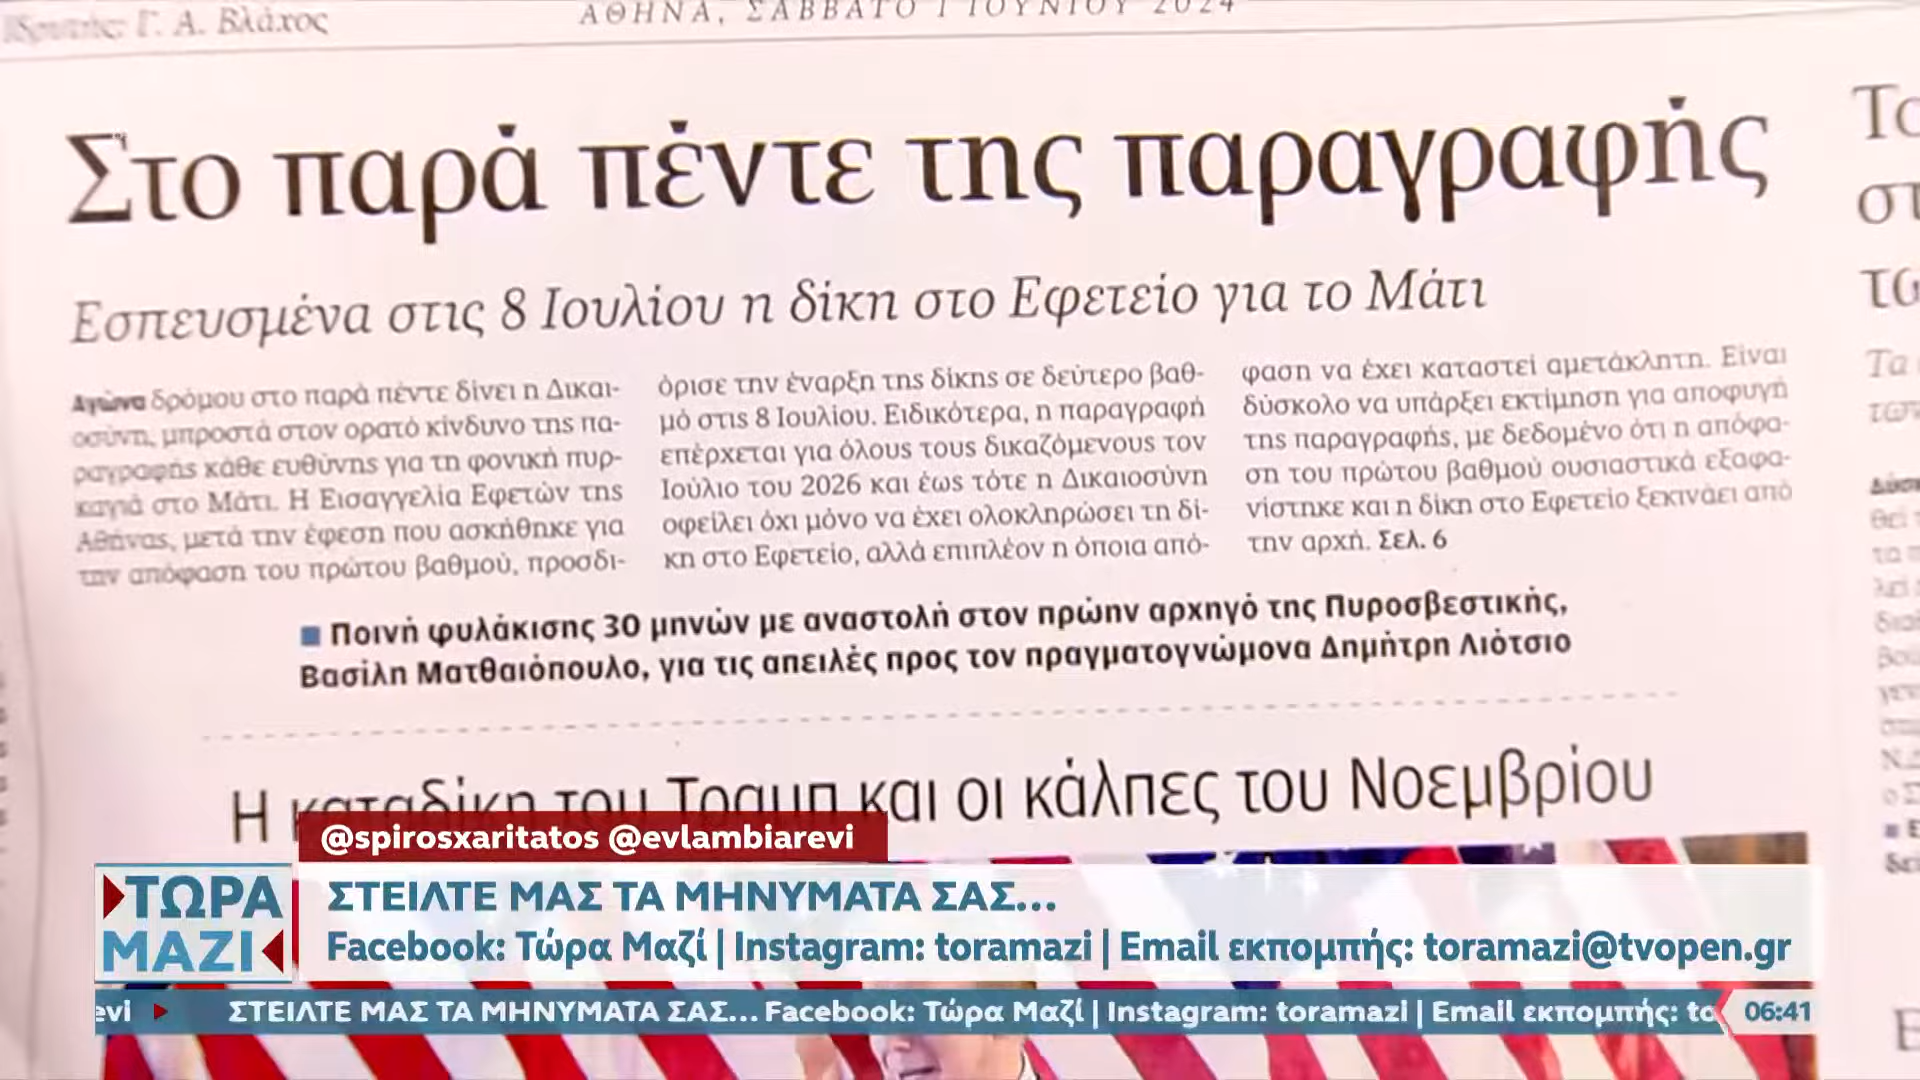 Ιδρυτής: Γ. Α. Βλάχος
ΑΘΗΝΑ, ΣΑΒΒΑΤΟ 1 ΙΟΥΝΙΟΥ 2024
Στο παρά πέντε της παραγραφής
Εσπευσμένα στις 8 Ιουλίου η δίκη στο Εφετείο για το Μάτι
Αγώνα δρόμου στο παρά πέντε δίνει η Δικαι-
οσύνη, μπροστά στον ορατό κίνδυνο της πα-
ραγραφής κάθε ευθύνης για τη φονική πυρ-
καγιά στο Μάτι. Η Εισαγγελία Εφετών της
Αθήνας, μετά την έφεση που ασκήθηκε για
την απόφαση του πρώτου βαθμού, προσδι-
όρισε την έναρξη της δίκης σε δεύτερο βαθ-
μό στις 8 Ιουλίου. Ειδικότερα, η παραγραφή
επέρχεται για όλους τους δικαζόμενους τον
Ιούλιο του 2026 και έως τότε η Δικαιοσύνη
οφείλει όχι μόνο να έχει ολοκληρώσει τη δί-
κη στο Εφετείο, αλλά επιπλέον η όποια από-
φαση να έχει καταστεί αμετάκλητη. Είναι
δύσκολο να υπάρξει εκτίμηση για αποφυγή
της παραγραφής, με δεδομένο ότι η απόφα-
ση του πρώτου βαθμού ουσιαστικά εξαφα-
νίστηκε και η δίκη στο Εφετείο ξεκινάει από
την αρχή. Σελ. 6
■ Ποινή φυλάκισης 30 μηνών με αναστολή στον πρώην αρχηγό της Πυροσβεστικής,
Βασίλη Ματθαιόπουλο, για τις απειλές προς τον πραγματογνώμονα Δημήτρη Λιότσιο
Η καταδίκη του Τραμπ και οι κάλπες του Νοεμβρίου
@spirosxaritatos @evlambiarevi
ΤΩΡΑ
ΜΑΖΙ
ΣΤΕΙΛΤΕ ΜΑΣ ΤΑ ΜΗΝΥΜΑΤΑ ΣΑΣ...
Facebook: Τώρα Μαζί | Instagram: toramazi | Email εκπομπής: toramazi@tvopen.gr
evi ΣΤΕΙΛΤΕ ΜΑΣ ΤΑ ΜΗΝΥΜΑΤΑ ΣΑΣ... Facebook: Τώρα Μαζί | Instagram: toramazi | Email εκπομπής: to
06:41